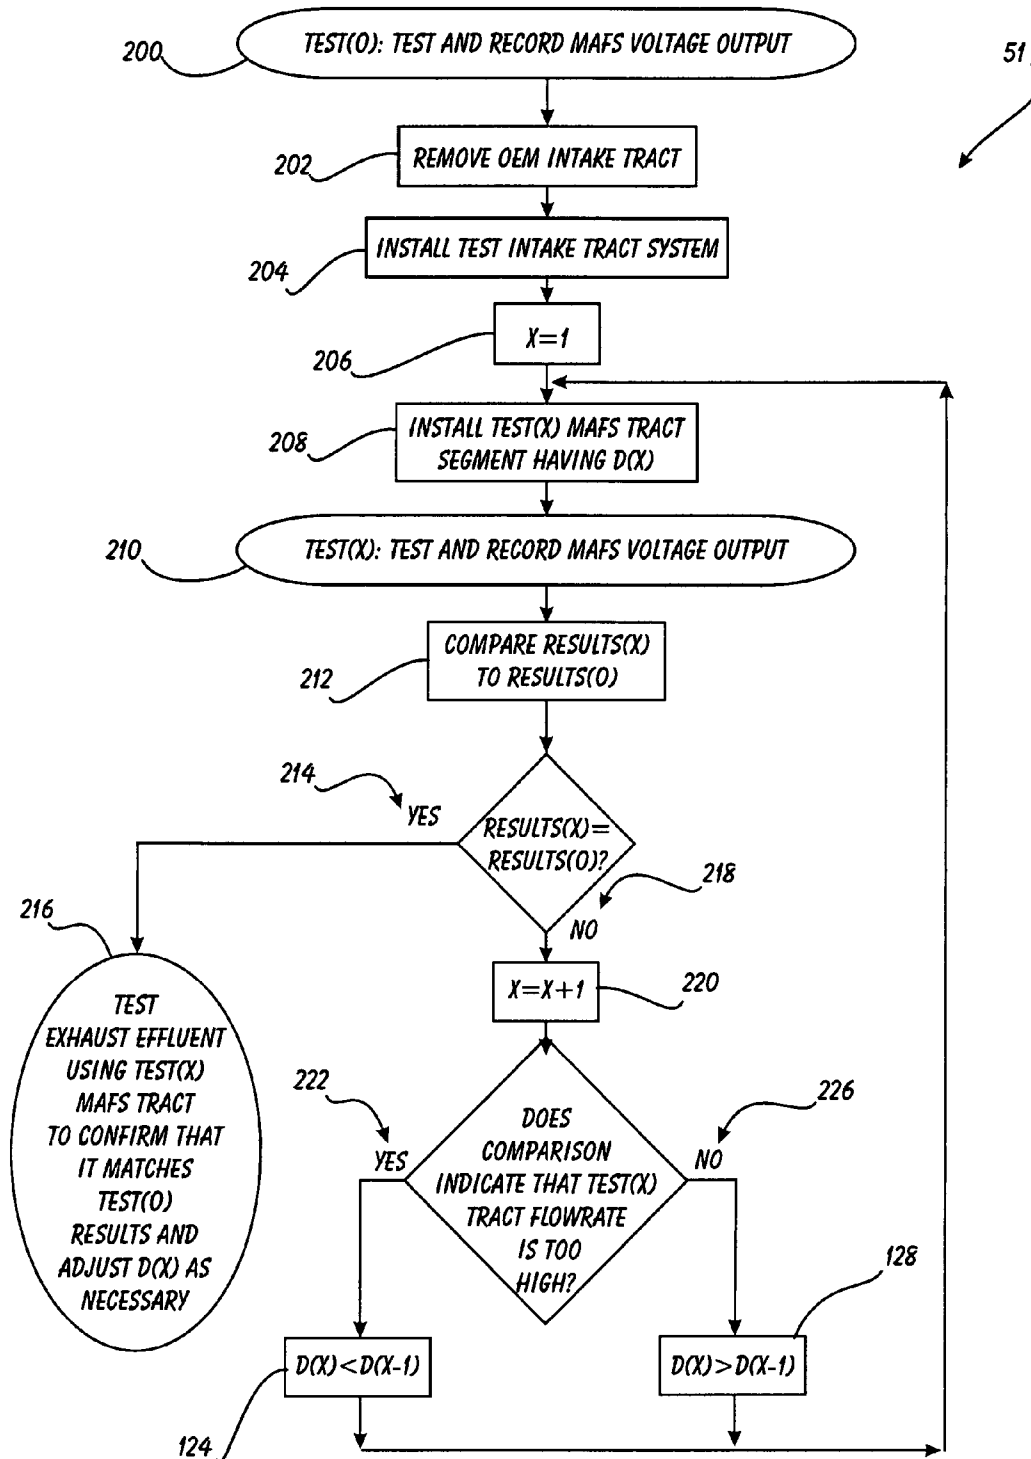 TEST(0): TEST AND RECORD MAFS VOLTAGE OUTPUT
200
51
REMOVE OEM INTAKE TRACT
202
INSTALL TEST INTAKE TRACT SYSTEM
204
X=1
206
INSTALL TEST(X) MAFS TRACT
SEGMENT HAVING D(X)
208
TEST(X): TEST AND RECORD MAFS VOLTAGE OUTPUT
210
COMPARE RESULTS(X)
TO RESULTS(0)
212
214
YES
RESULTS(X)=
RESULTS(0)?
218
NO
216
TEST
EXHAUST EFFLUENT
USING TEST(X)
MAFS TRACT
TO CONFIRM THAT
IT MATCHES
TEST(0)
RESULTS AND
ADJUST D(X) AS
NECESSARY
X=X+1
220
222
YES
DOES
COMPARISON
INDICATE THAT TEST(X)
TRACT FLOWRATE
IS TOO
HIGH?
226
NO
128
D(X)<D(X-1)
D(X)>D(X-1)
124